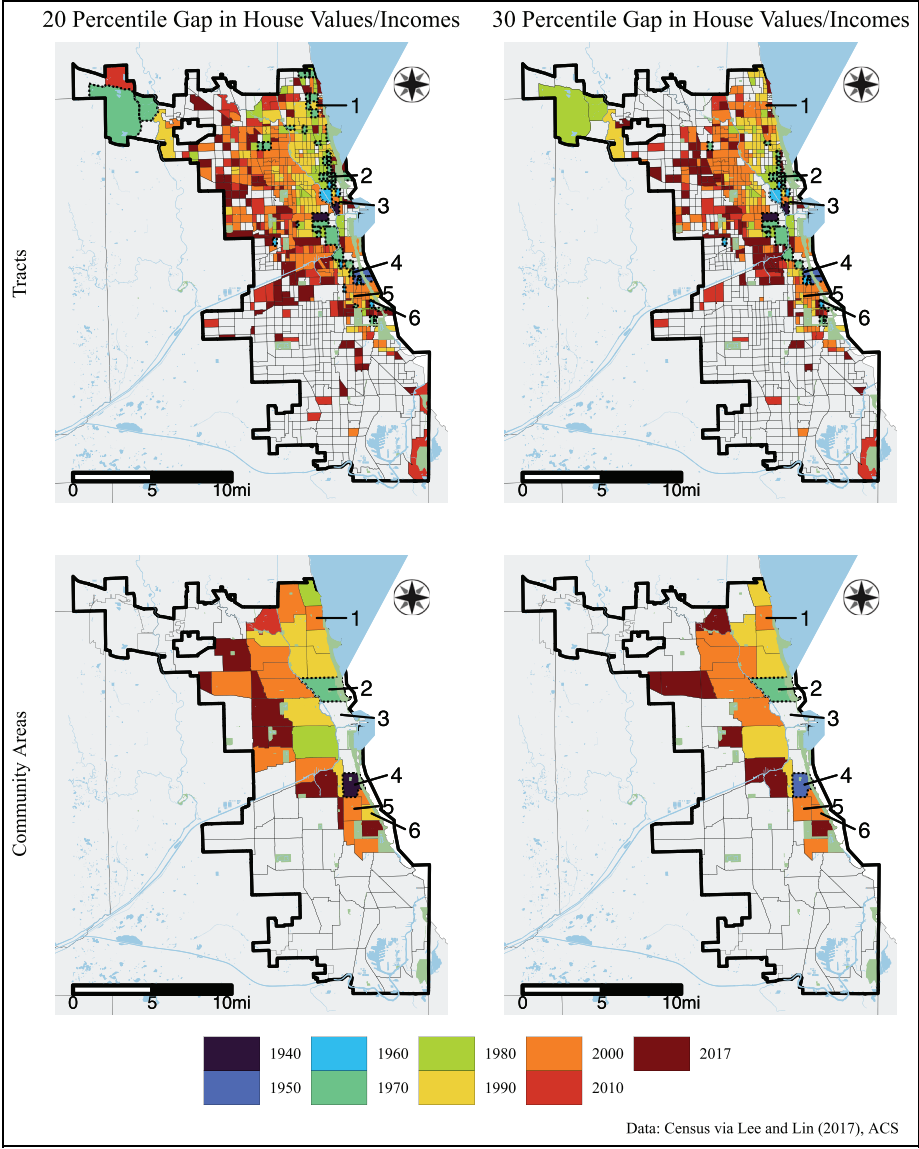 20 Percentile Gap in House Values/Incomes
30 Percentile Gap in House Values/Incomes
Tracts
1
2
3
4
5
6
0 5 10mi
1
2
3
4
5
6
0 5 10mi
Community Areas
1
2
3
4
5
6
0 5 10mi
1
2
3
4
5
6
0 5 10mi
1940 1960 1980 2000 2017
1950 1970 1990 2010
Data: Census via Lee and Lin (2017), ACS